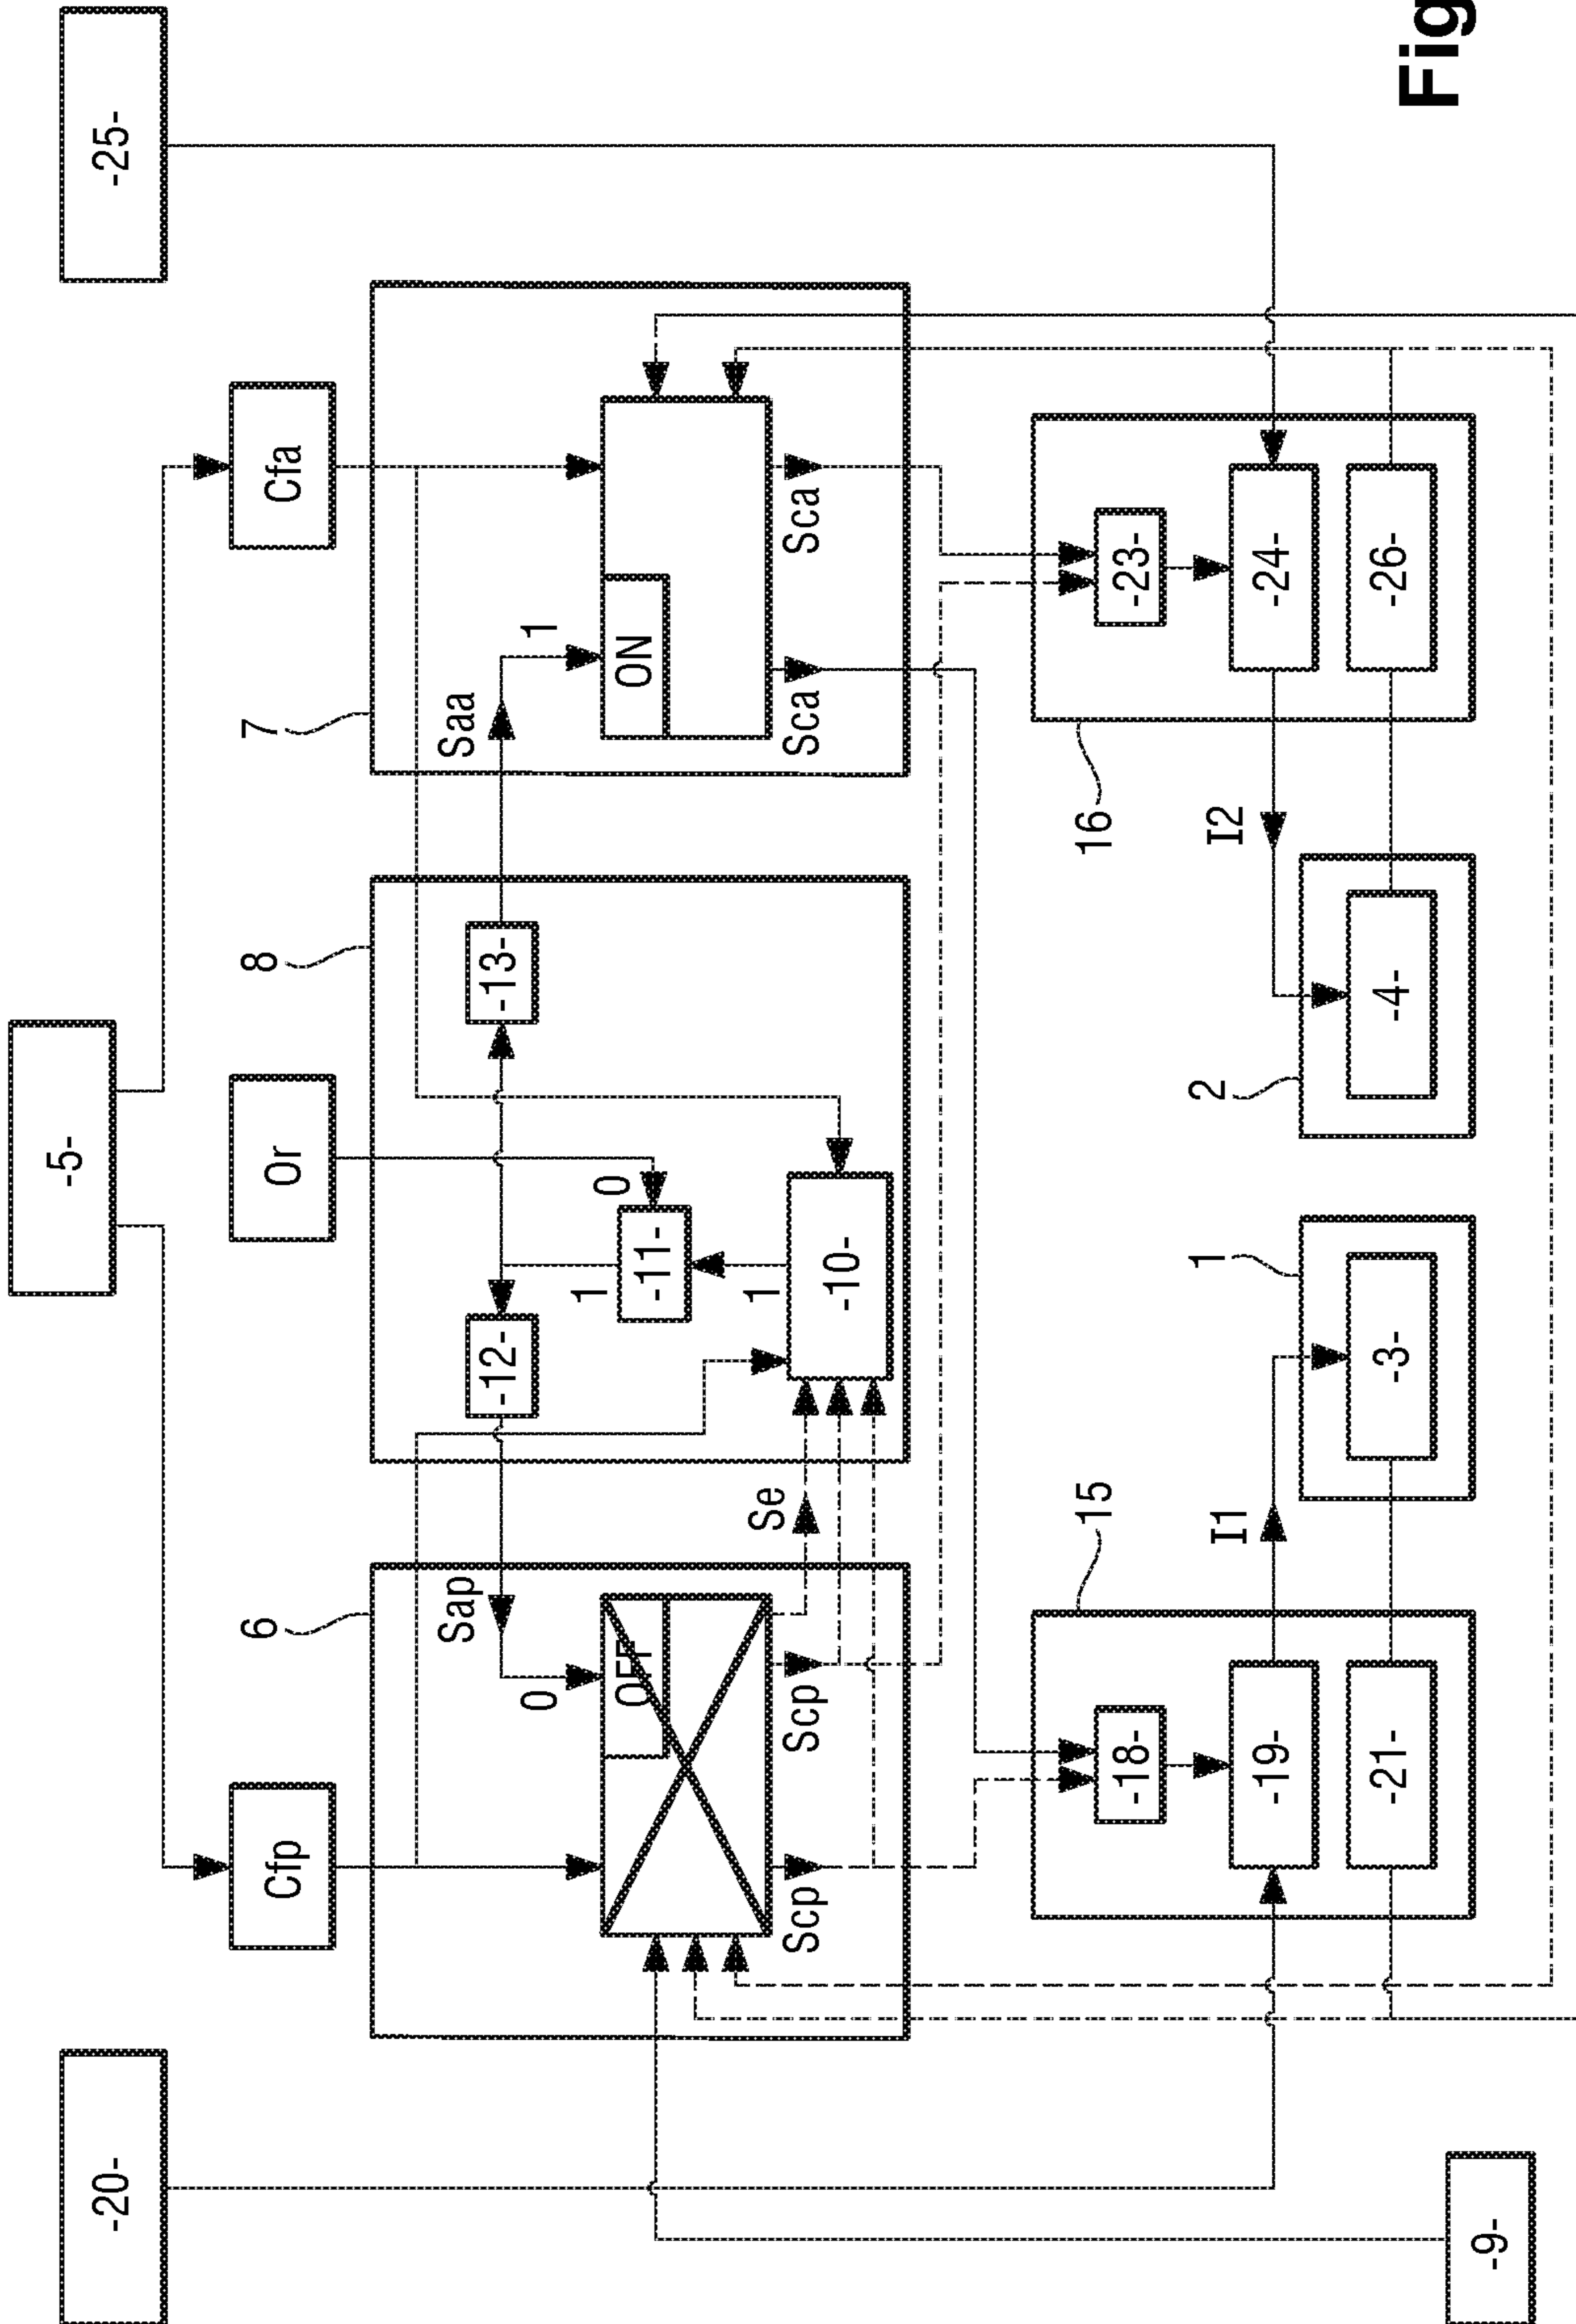 -20-
-5-
-25-
Cfp
Or
Cfa
6
8
7
Sap
Saa
0
-12-
-13-
1
OFF
1
-11-
0
ON
Se
1
Scp
Scp
-10-
Sca
Sca
15
16
-18-
-23-
I1
1
2
I2
-19-
-24-
-21-
-3-
-4-
-26-
-9-
Fig